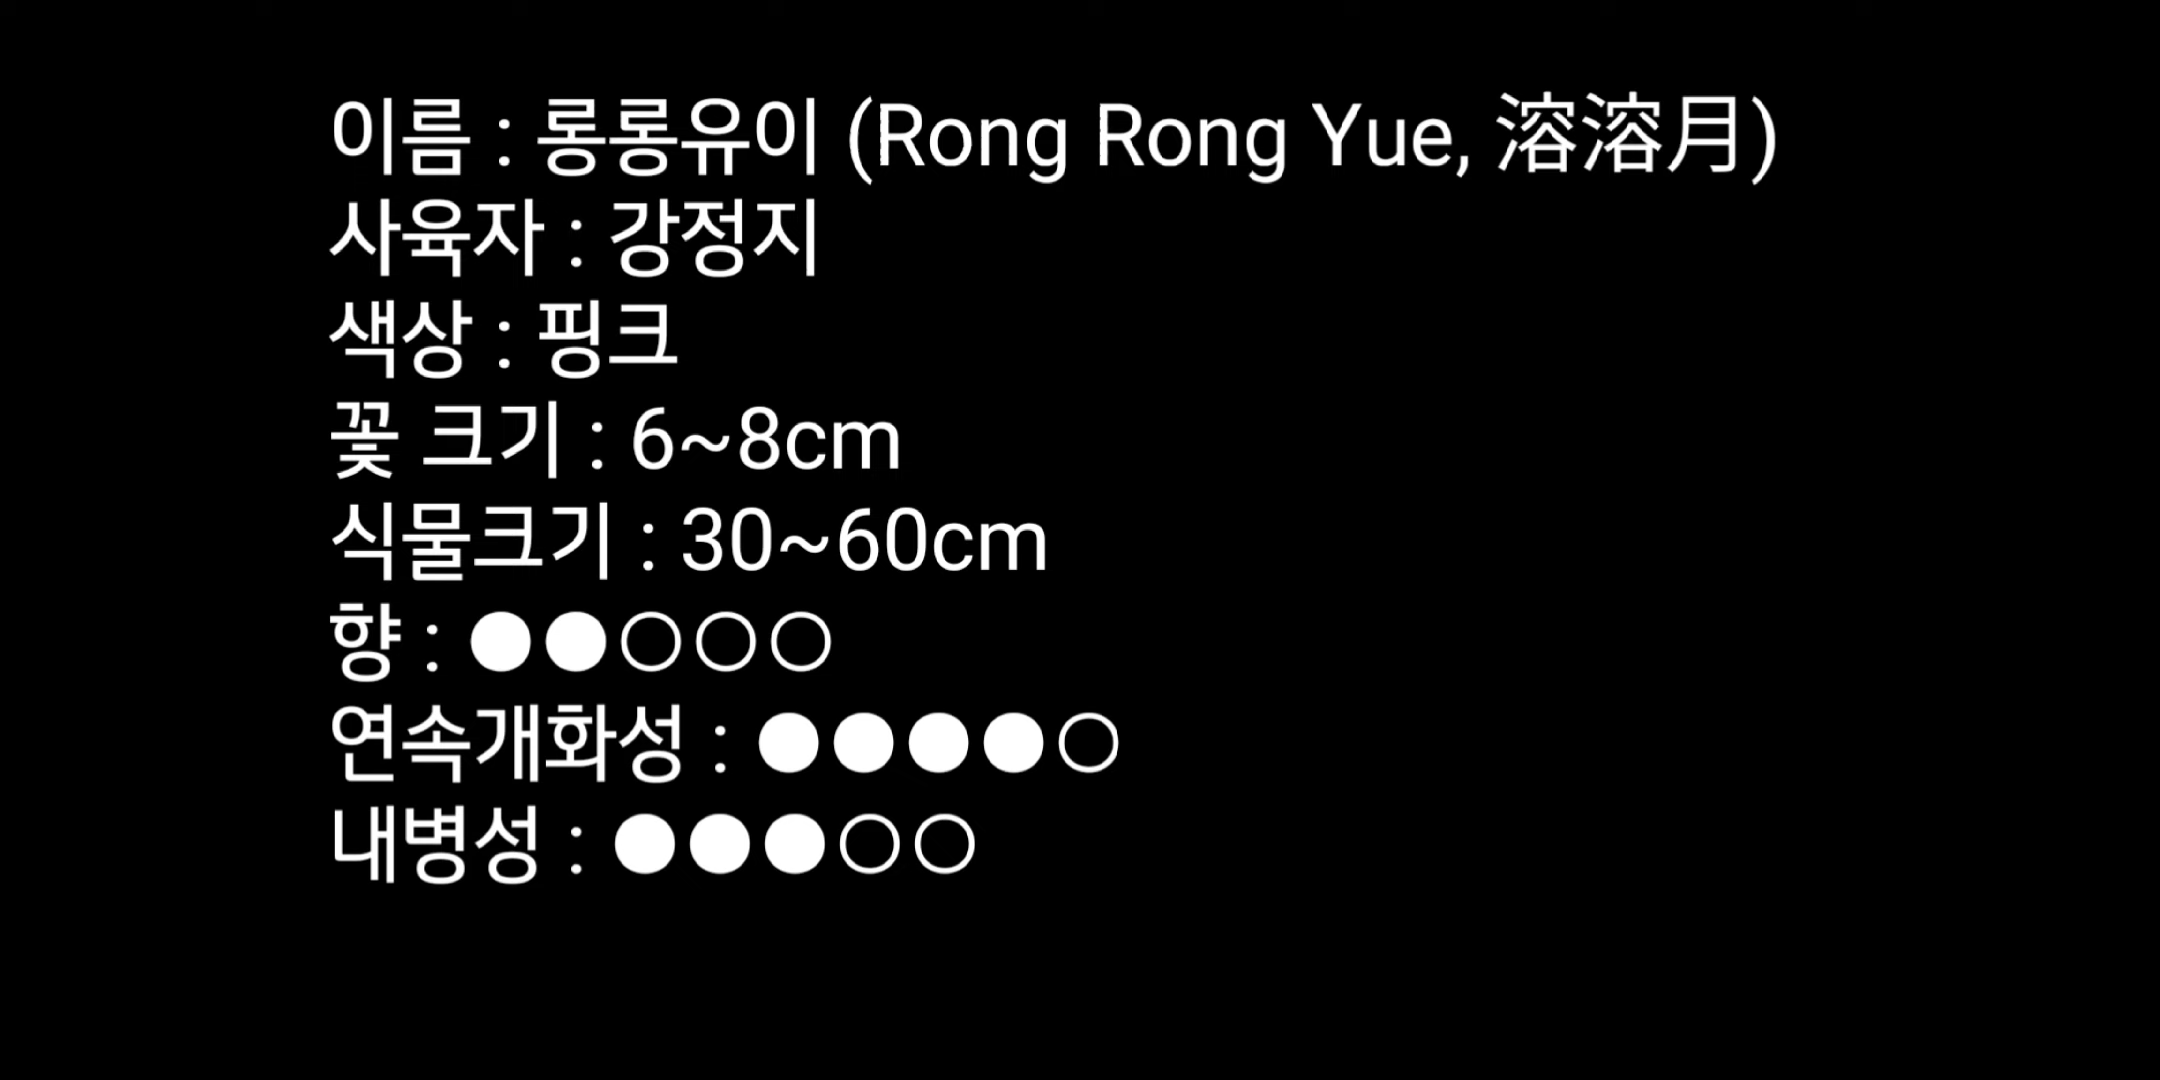 이름 : 롱롱유이 (Rong Rong Yue, 溶溶月)
사육자 : 강정지
색상 : 핑크
꽃 크기 : 6~8cm
식물크기 : 30~60cm
향 : ●●○○○
연속개화성 : ●●●●○
내병성 : ●●●○○